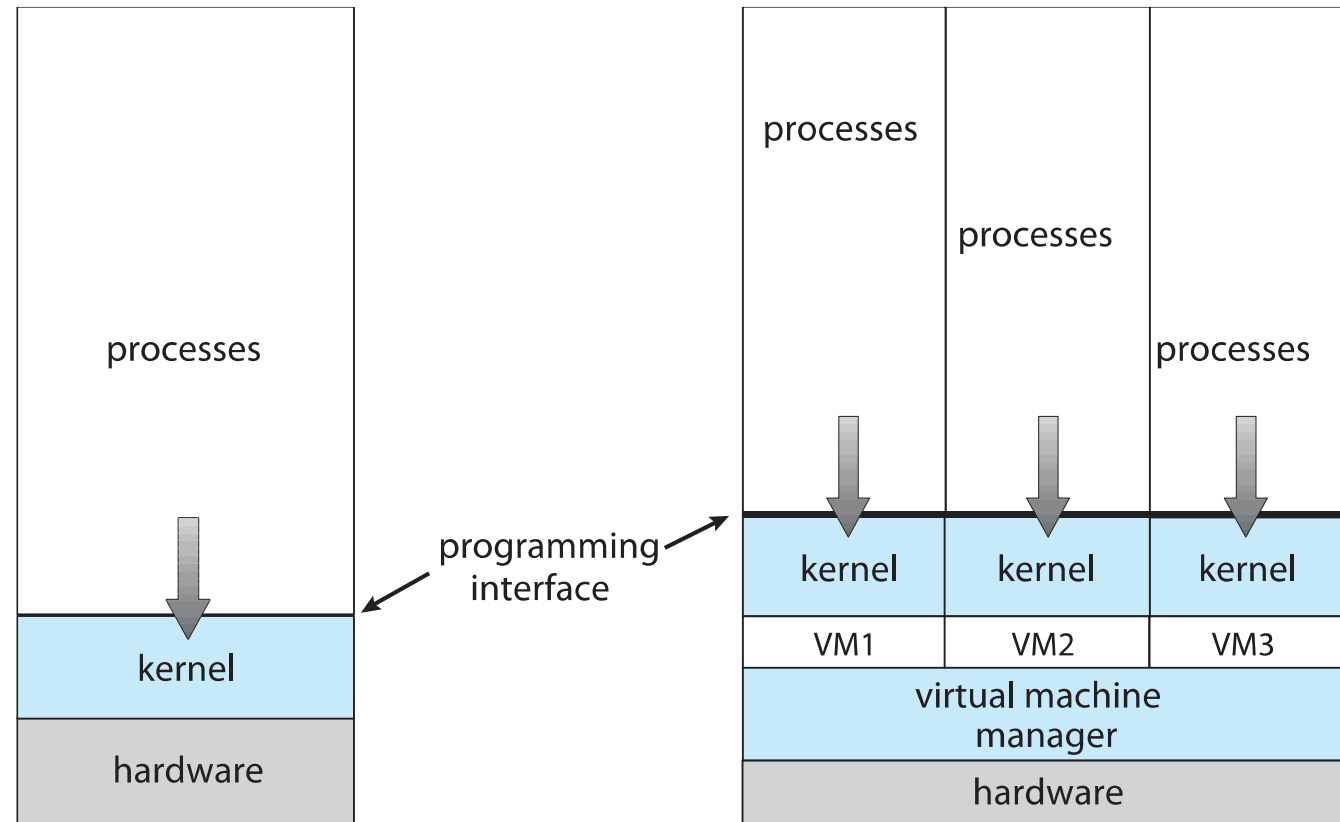 processes
kernel
hardware
programming
interface
processes
processes
processes
kernel
kernel
kernel
VM1
VM2
VM3
virtual machine
manager
hardware